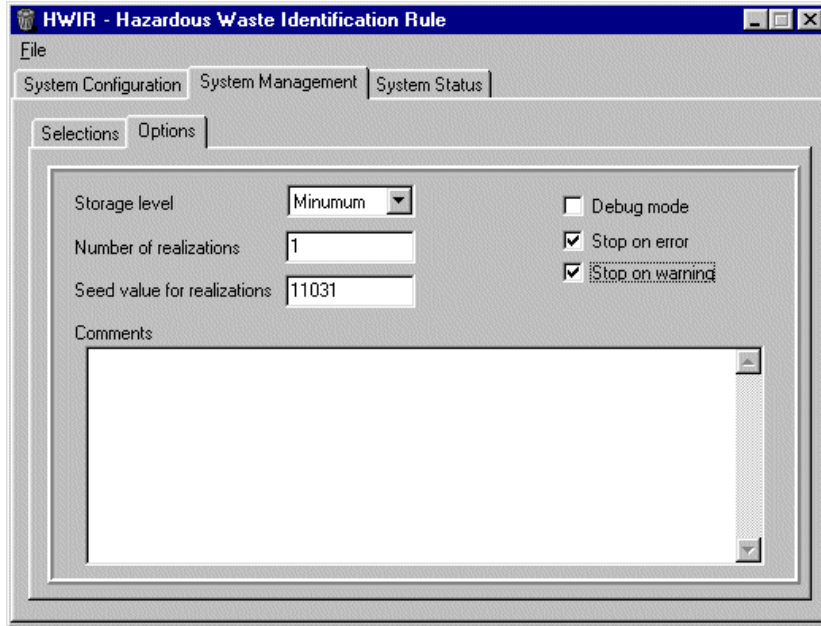 HWIR - Hazardous Waste Identification Rule
File
System Configuration System Management System Status
Selections Options
Storage level Minumum Debug mode
Number of realizations 1 Stop on error
Seed value for realizations 11031 Stop on warning
Comments